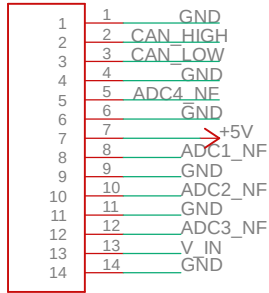 1 1 GND
2 2 CAN_HIGH
3 3 CAN_LOW
4 4 GND
5 5 ADC4_NF
6 6 GND
7 7 +5V
8 8 ADC1_NF
9 9 GND
10 10 ADC2_NF
11 11 GND
12 12 ADC3_NF
13 13 V_IN
14 14 GND